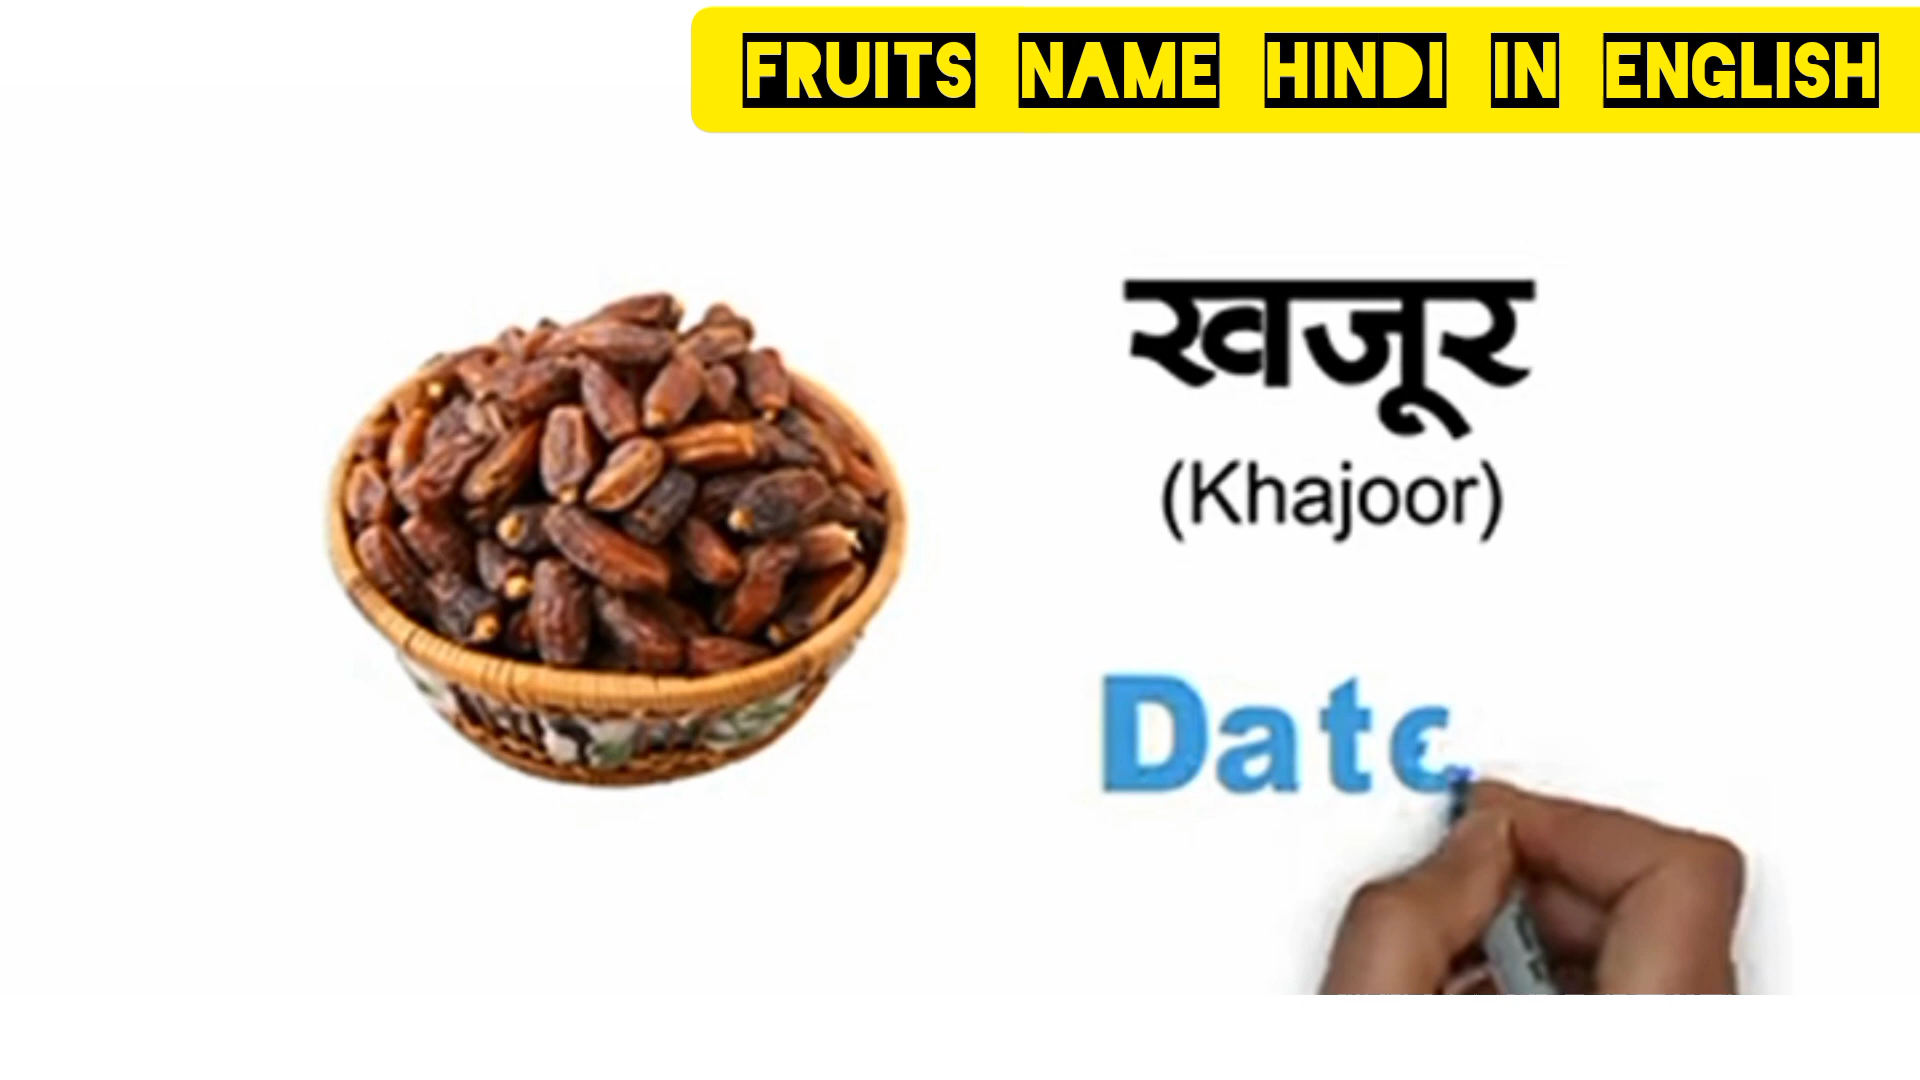 FRUITS NAME HINDI IN ENGLISH
खजूर
(Khajoor)
Date